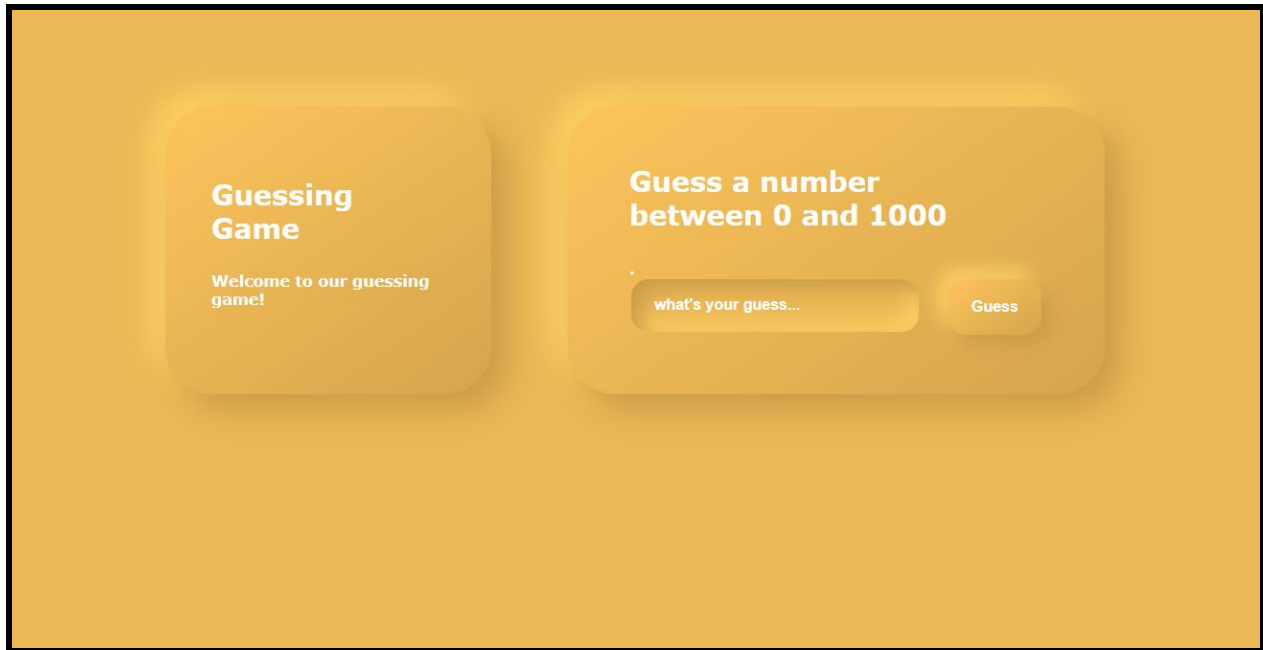 Guessing
Game
Welcome to our guessing
game!
Guess a number
between 0 and 1000
.
what's your guess...
Guess